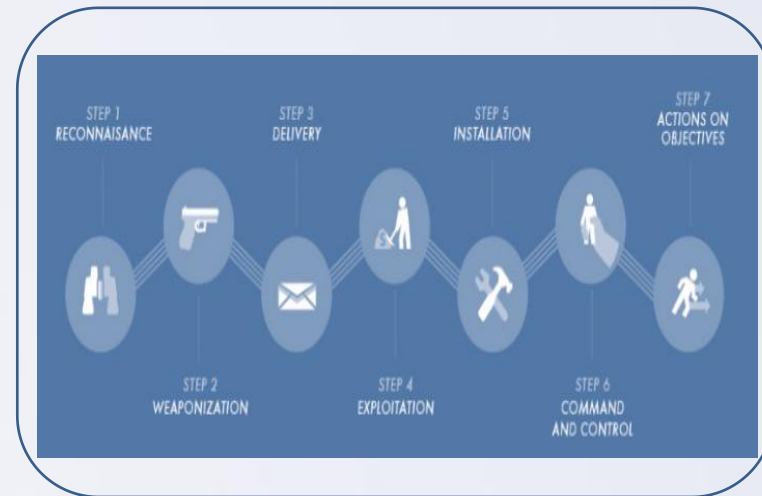 STEP 1
RECONNAISANCE
STEP 2
WEAPONIZATION
STEP 3
DELIVERY
STEP 4
EXPLOITATION
STEP 5
INSTALLATION
STEP 6
COMMAND
AND CONTROL
STEP 7
ACTIONS ON
OBJECTIVES